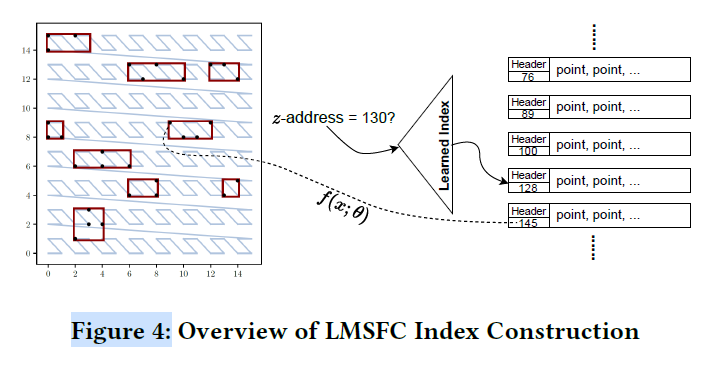 14
12
10
8
6
4
2
0
0 2 4 6 8 10 12 14
z-address = 130?
f(x; θ)
Learned Index
Header
76
point, point, ...
Header
89
point, point, ...
Header
100
point, point, ...
Header
128
point, point, ...
Header
145
point, point, ...
Figure 4: Overview of LMSFC Index Construction